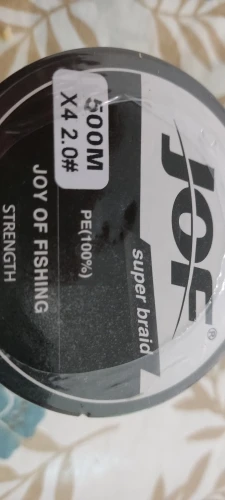 JOF®
super braid
PE(100%)
500M
X4 2.0#
JOY OF FISHING
STRENGTH